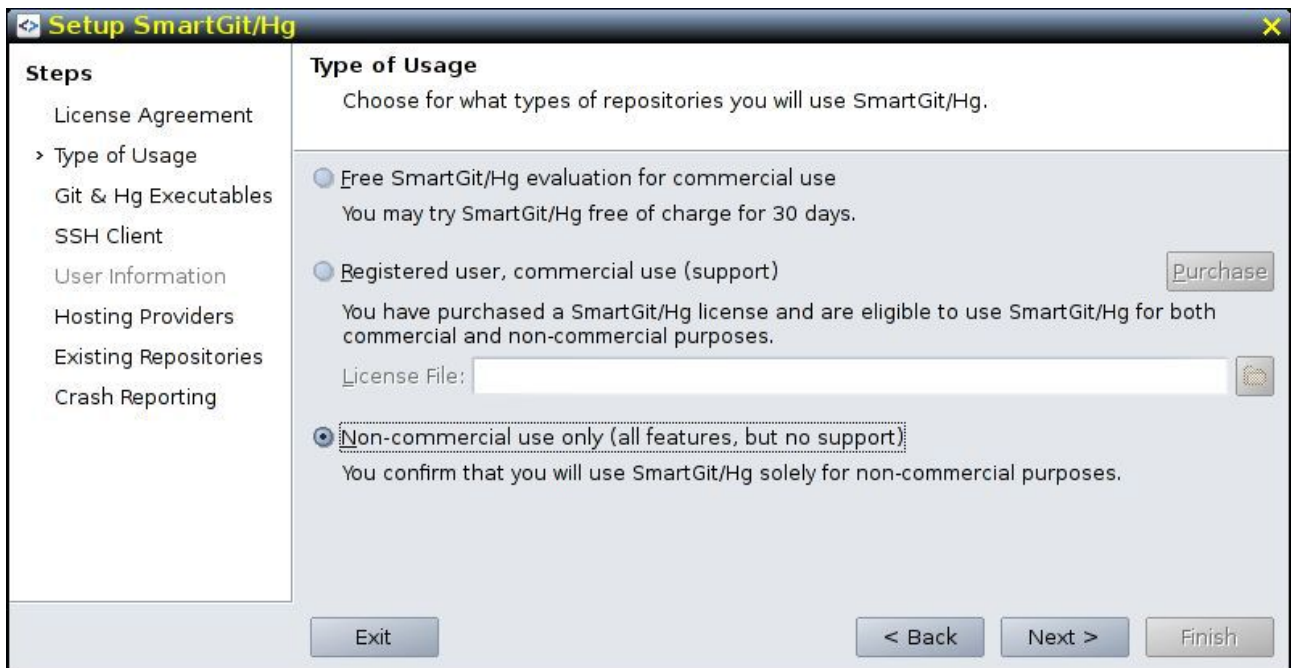 Setup SmartGit/Hg
Steps
License Agreement
Type of Usage
Git & Hg Executables
SSH Client
User Information
Hosting Providers
Existing Repositories
Crash Reporting
Type of Usage
Choose for what types of repositories you will use SmartGit/Hg.
Free SmartGit/Hg evaluation for commercial use
You may try SmartGit/Hg free of charge for 30 days.
Registered user, commercial use (support)
Purchase
You have purchased a SmartGit/Hg license and are eligible to use SmartGit/Hg for both
commercial and non-commercial purposes.
License File:
Non-commercial use only (all features, but no support)
You confirm that you will use SmartGit/Hg solely for non-commercial purposes.
Exit
< Back
Next >
Finish